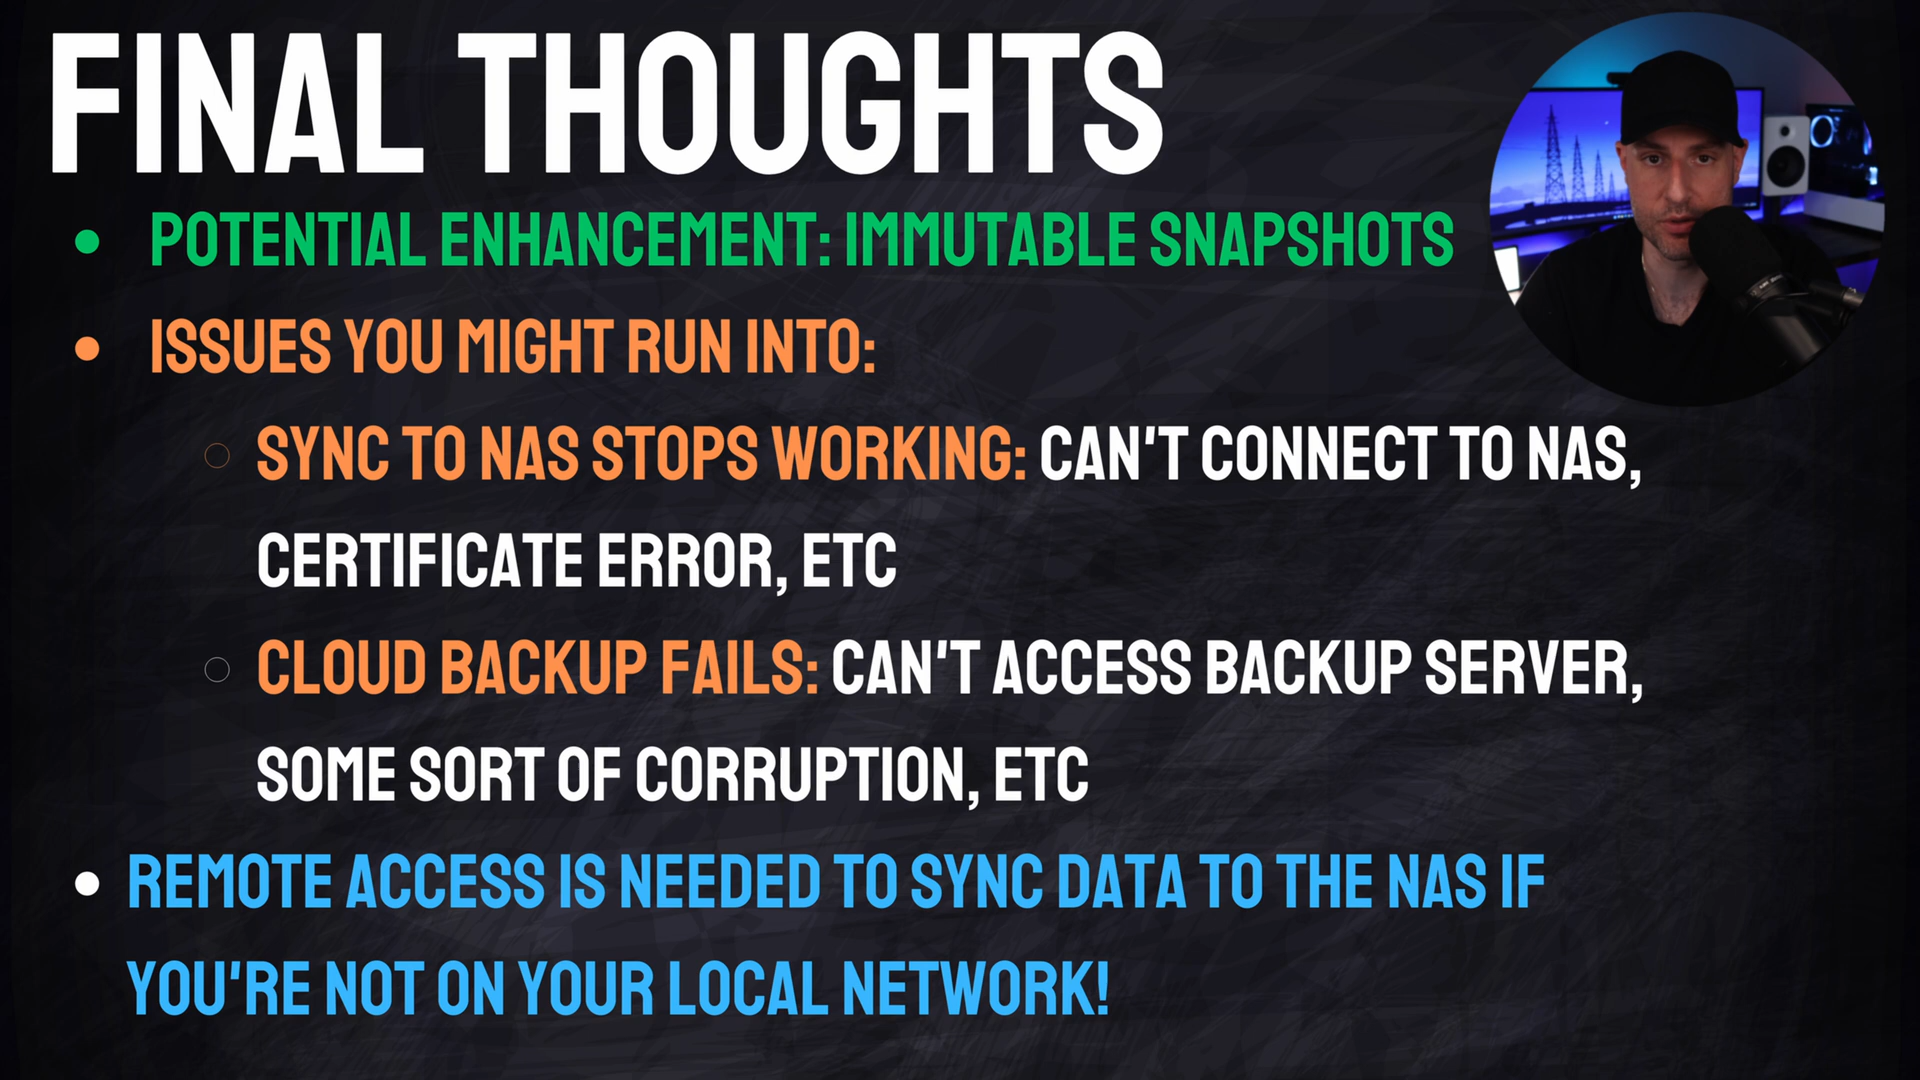 FINAL THOUGHTS
• POTENTIAL ENHANCEMENT: IMMUTABLE SNAPSHOTS
• ISSUES YOU MIGHT RUN INTO:
○ SYNC TO NAS STOPS WORKING: CAN'T CONNECT TO NAS,
CERTIFICATE ERROR, ETC
○ CLOUD BACKUP FAILS: CAN'T ACCESS BACKUP SERVER,
SOME SORT OF CORRUPTION, ETC
• REMOTE ACCESS IS NEEDED TO SYNC DATA TO THE NAS IF
YOU'RE NOT ON YOUR LOCAL NETWORK!